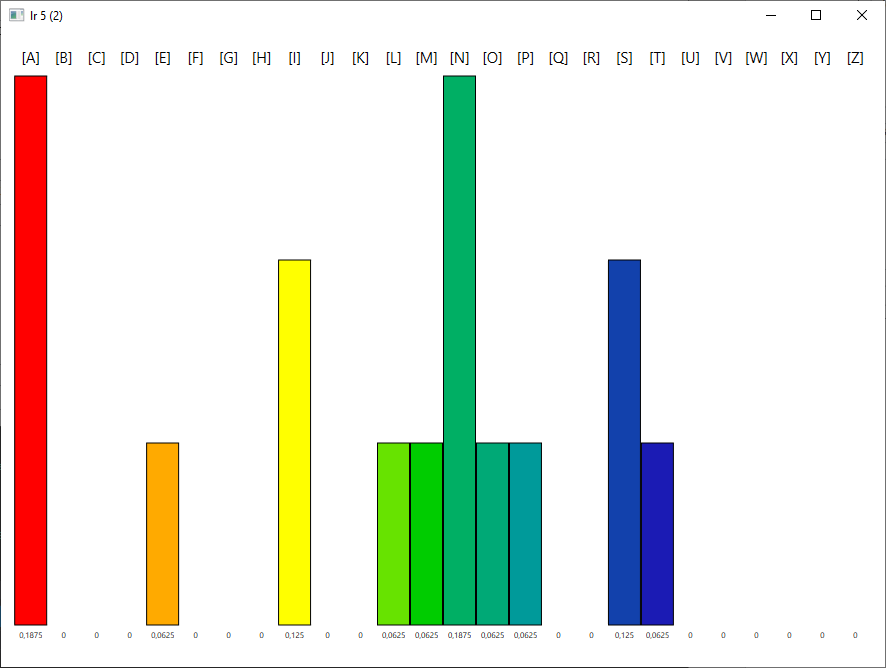 lr 5 (2)
[A] [B] [C] [D] [E] [F] [G] [H] [I] [J] [K] [L] [M] [N] [O] [P] [Q] [R] [S] [T] [U] [V] [W] [X] [Y] [Z]
0,1875 0 0 0 0,0625 0 0 0 0,125 0 0 0,0625 0,0625 0,1875 0,0625 0,0625 0 0 0,125 0,0625 0 0 0 0 0 0